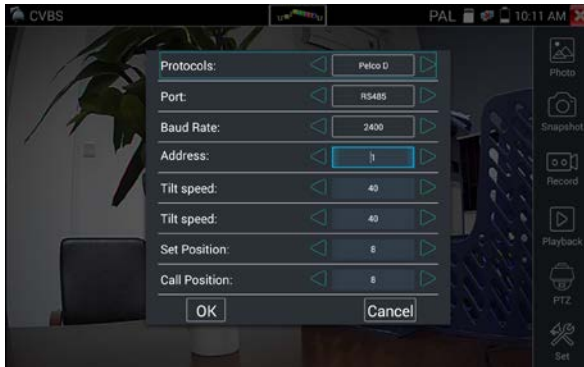 CVBS
PAL 10:11 AM
Protocols: Pelco D
Port: RS485
Baud Rate: 2400
Address: 1
Tilt speed: 40
Tilt speed: 40
Set Position: 8
Call Position: 8
OK Cancel
Photo
Snapshot
Record
Playback
PTZ
Set